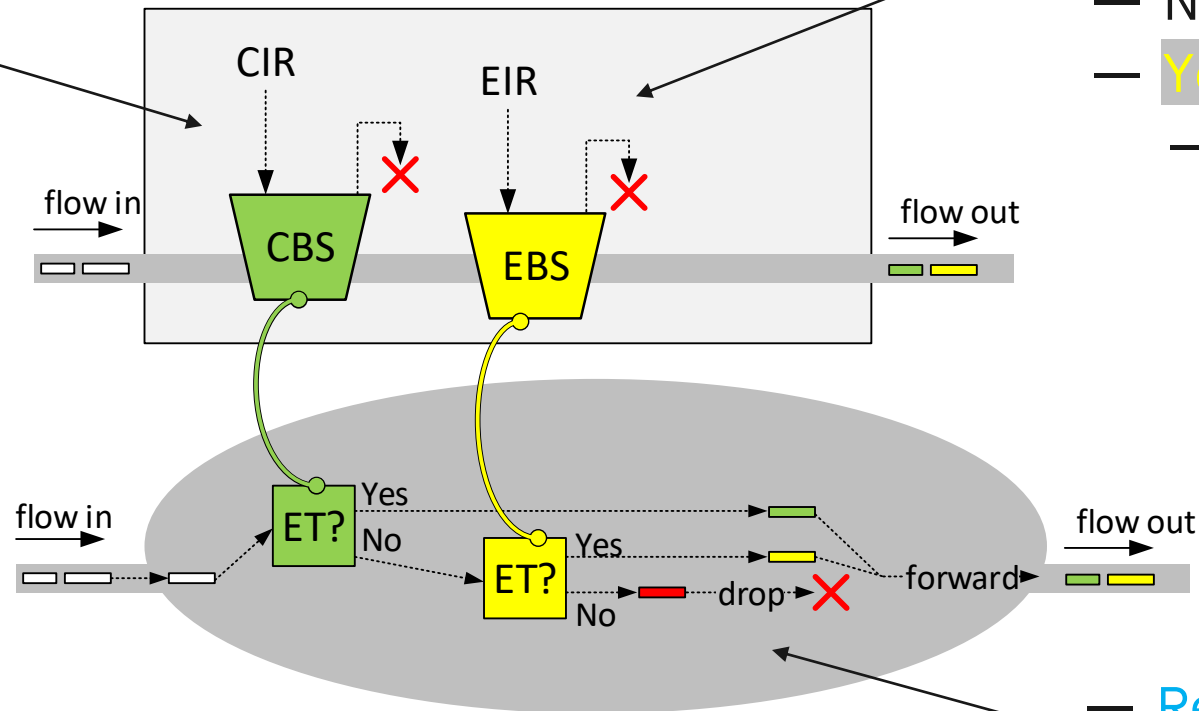 CIR
EIR
flow in
CBS
EBS
flow out
flow in
ET?
Yes
No
ET?
Yes
No
drop
forward
flow out